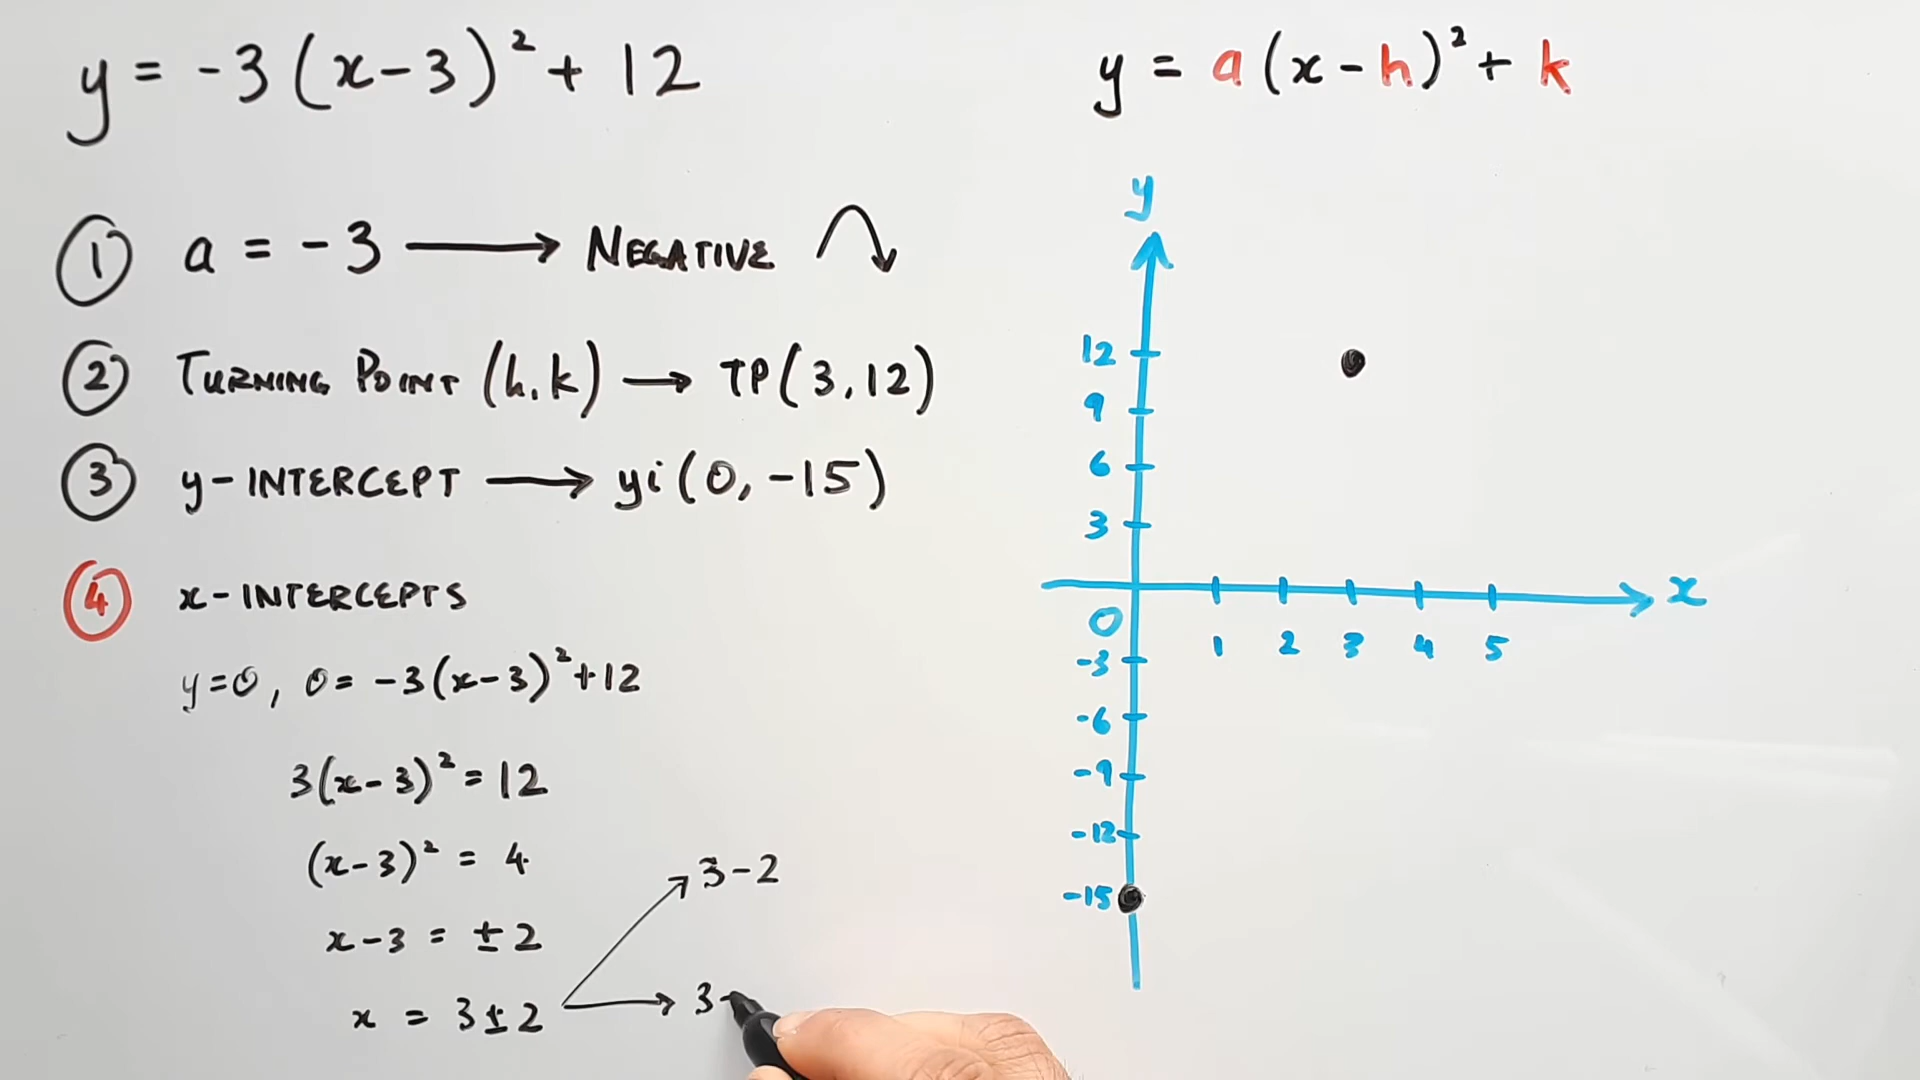 y = -3(x-3)² + 12
y = a(x-h)² + k
① a = -3 → NEGATIVE
② TURNING POINT (h,k) → TP(3,12)
③ y-INTERCEPT → yi(0,-15)
④ x-INTERCEPTS
y=0, 0= -3(x-3)²+12
3(x-3)² = 12
(x-3)² = 4
x-3 = ±2
x = 3±2
3-2
3-
y
12
9
6
3
0
x
1 2 3 4 5
-3
-6
-9
-12
-15